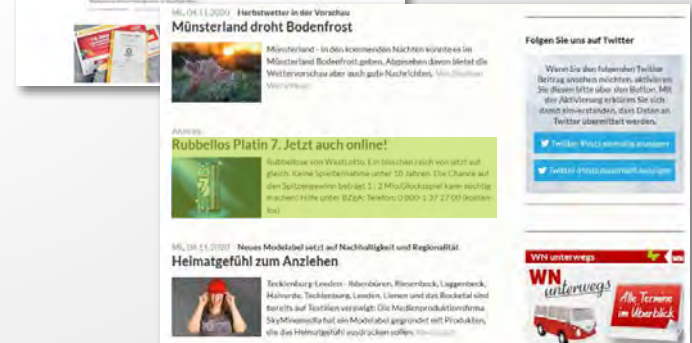 Mi., 04.11.2020 Herbstwetter in der Vorschau
Münsterland droht Bodenfrost
Münsterland - In den kommenden Nächten könnte es im
Münsterland Bodenfrost geben. Abgesehen davon bietet die
Wettervorschau aber auch gute Nachrichten. Von Stephan
Anzeige
Rubbellos Platin 7. Jetzt auch online!
Rubbellose von WestLotto. Ein bisschen reich von jetzt auf
gleich. Keine Spielteilnahme unter 18 Jahren. Die Chance auf
den Spitzengewinn beträgt 1 : 2 Mio. Glücksspiel kann süchtig
machen! Hilfe unter BZgA: Telefon: 0 800-1 37 27 00 (kosten-
los)
Mi., 04.11.2020 Neues Modelabel setzt auf Nachhaltigkeit und Regionalität
Heimatgefühl zum Anziehen
Tecklenburg-Leeden - Ibbenbüren, Riesenbeck, Laggenbeck,
Halverde, Tecklenburg, Leeden, Lienen und das Bocketal sind
bereits auf Textilien verewigt: Die Medienproduktionsfirma
SkyMinemedia hat ein Modelabel gegründet mit Produkten,
die das Heimatgefühl ausdrücken sollen.
Folgen Sie uns auf Twitter
Wenn Sie den folgenden Twitter
Beitrag ansehen möchten, aktivieren
Sie diesen bitte über den Button. Mit
der Aktivierung erklären Sie sich
damit einverstanden, dass Daten an
Twitter übermittelt werden.
Twitter-Posts einmalig anzeigen
Twitter-Posts dauerhaft anzeigen
WN unterwegs
WN
WN
unterwegs
Alle Termine
im Überblick